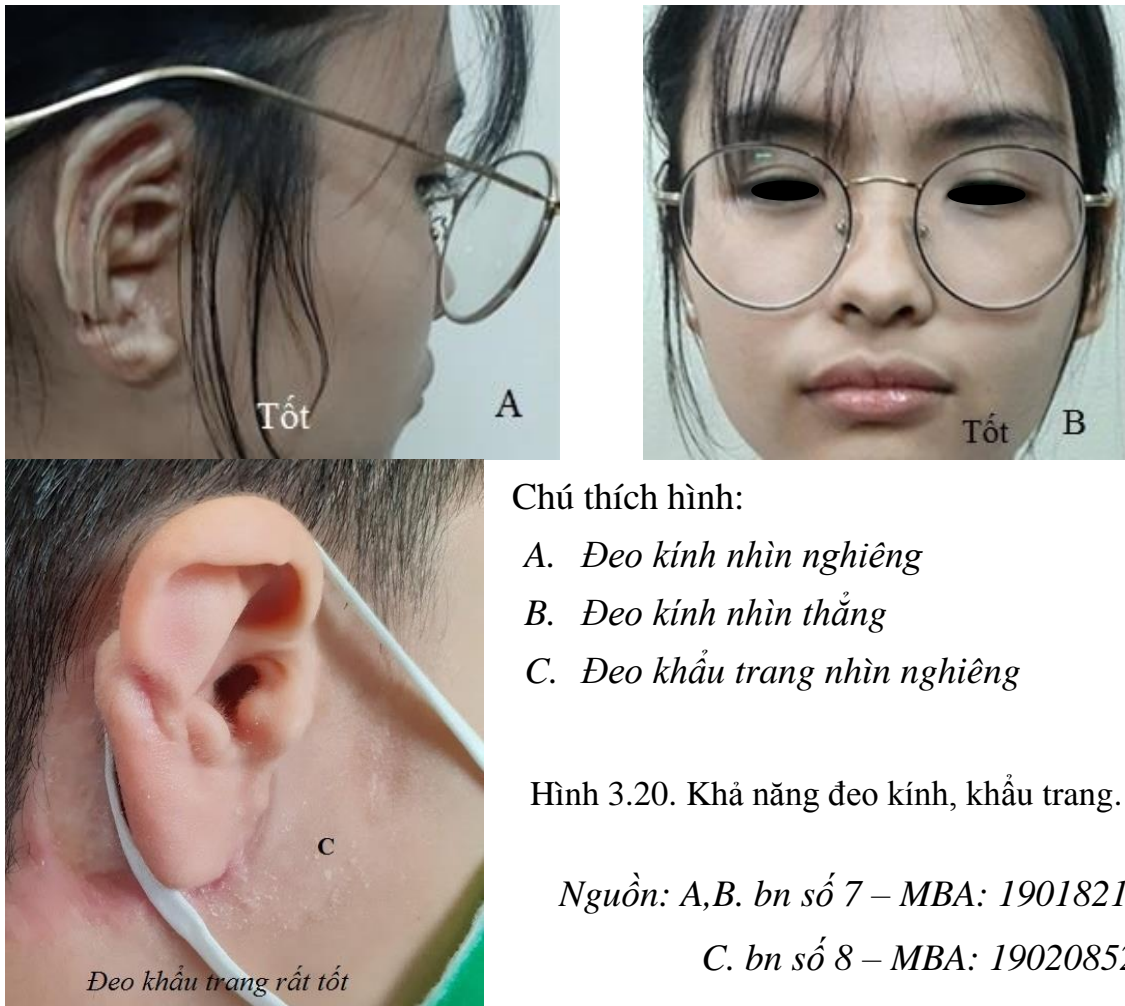 Tốt
A
Tốt
B
Chú thích hình:
A. Đeo kính nhìn nghiêng
B. Đeo kính nhìn thẳng
C. Đeo khẩu trang nhìn nghiêng
C
Đeo khẩu trang rất tốt
Hình 3.20. Khả năng đeo kính, khẩu trang.
Nguồn: A,B. bn số 7 – MBA: 1901821
C. bn số 8 – MBA: 1902085